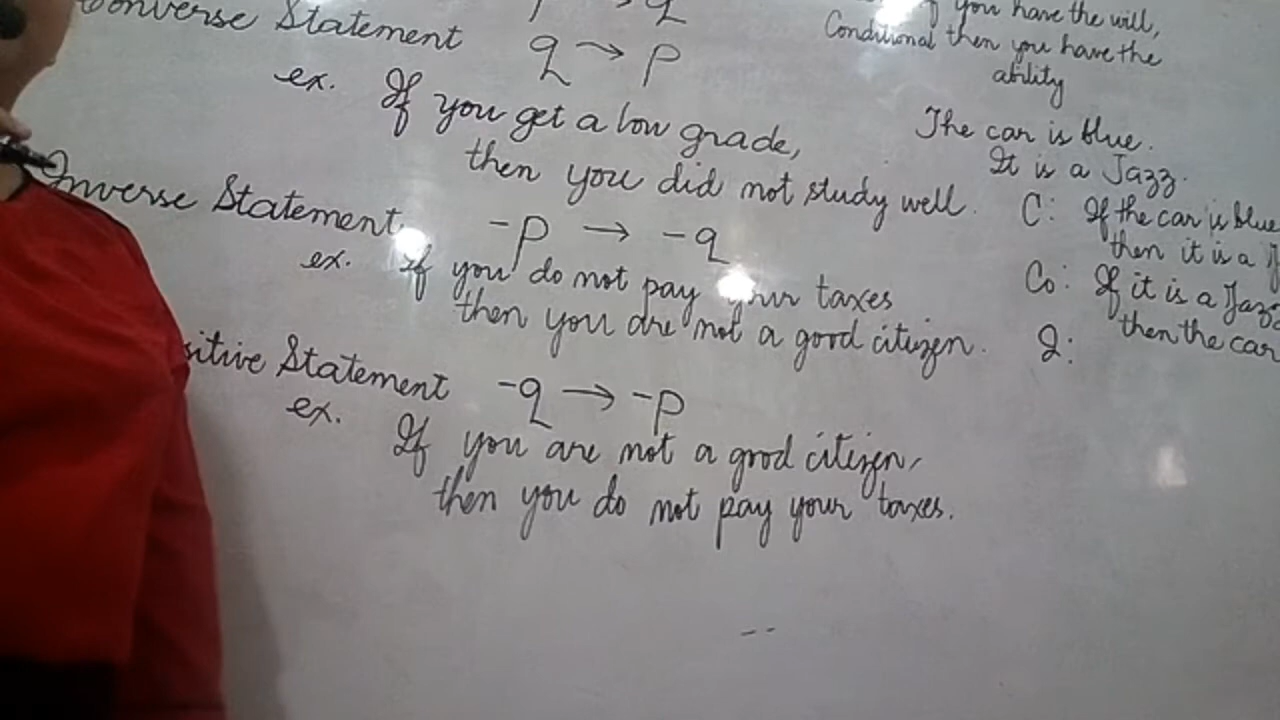 Converse Statement
p → q
q → p
ex. If you get a low grade,
then you did not study well.
Inverse Statement -p → -q
ex. If you do not pay your taxes
then you are not a good citizen.
sitive Statement -q → -p
ex. If you are not a good citizen,
then you do not pay your taxes.
you have the will,
Conditional then you have the
ability
The car is blue.
It is a Jazz.
C: If the car is blue
then it is a J
Co: If it is a Jazz
then the car
I: